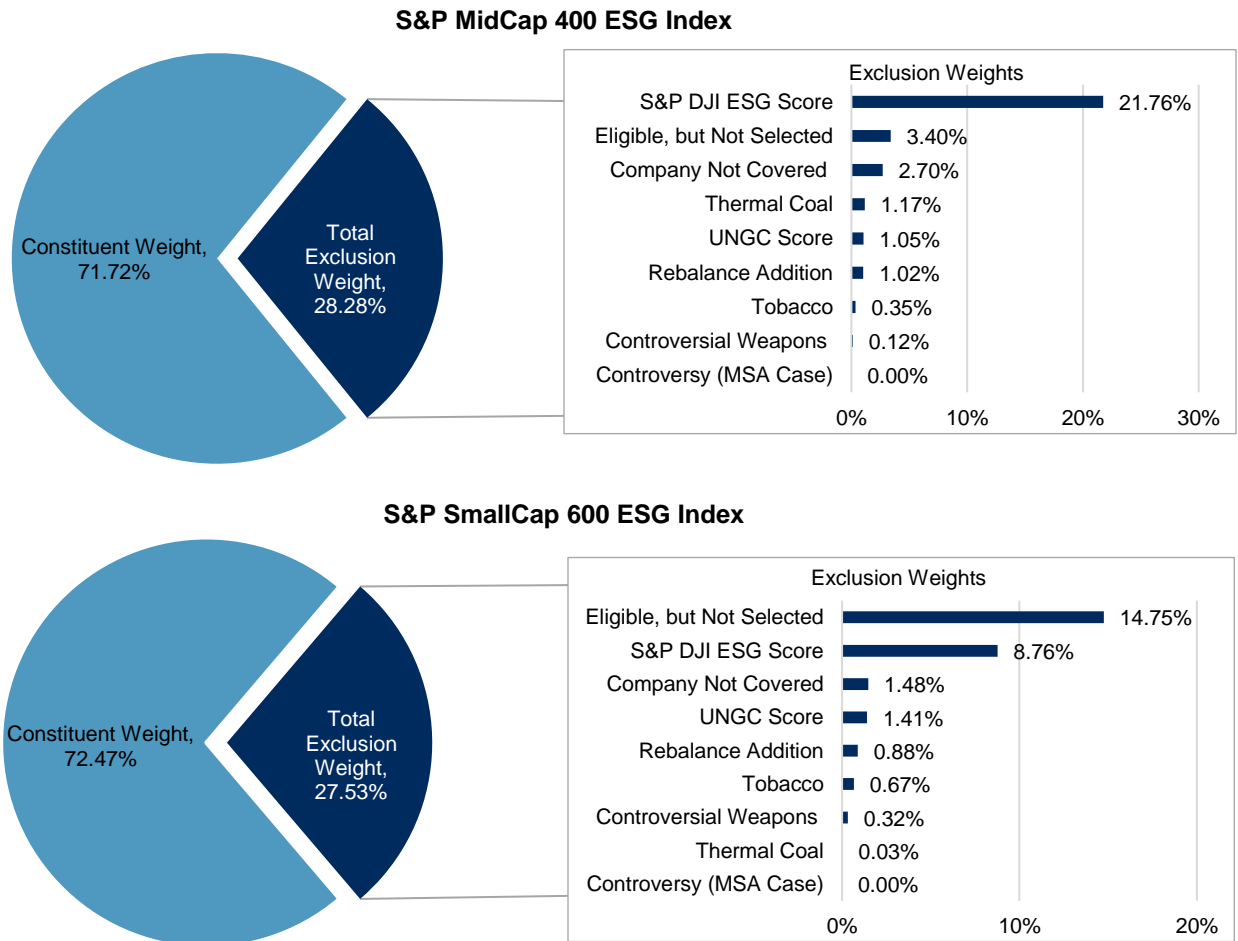 S&P MidCap 400 ESG Index
Constituent Weight,
71.72%
Total
Exclusion
Weight,
28.28%
Exclusion Weights
S&P DJI ESG Score 21.76%
Eligible, but Not Selected 3.40%
Company Not Covered 2.70%
Thermal Coal 1.17%
UNGC Score 1.05%
Rebalance Addition 1.02%
Tobacco 0.35%
Controversial Weapons 0.12%
Controversy (MSA Case) 0.00%
0% 10% 20% 30%
S&P SmallCap 600 ESG Index
Constituent Weight,
72.47%
Total
Exclusion
Weight,
27.53%
Exclusion Weights
Eligible, but Not Selected 14.75%
S&P DJI ESG Score 8.76%
Company Not Covered 1.48%
UNGC Score 1.41%
Rebalance Addition 0.88%
Tobacco 0.67%
Controversial Weapons 0.32%
Thermal Coal 0.03%
Controversy (MSA Case) 0.00%
0% 10% 20%